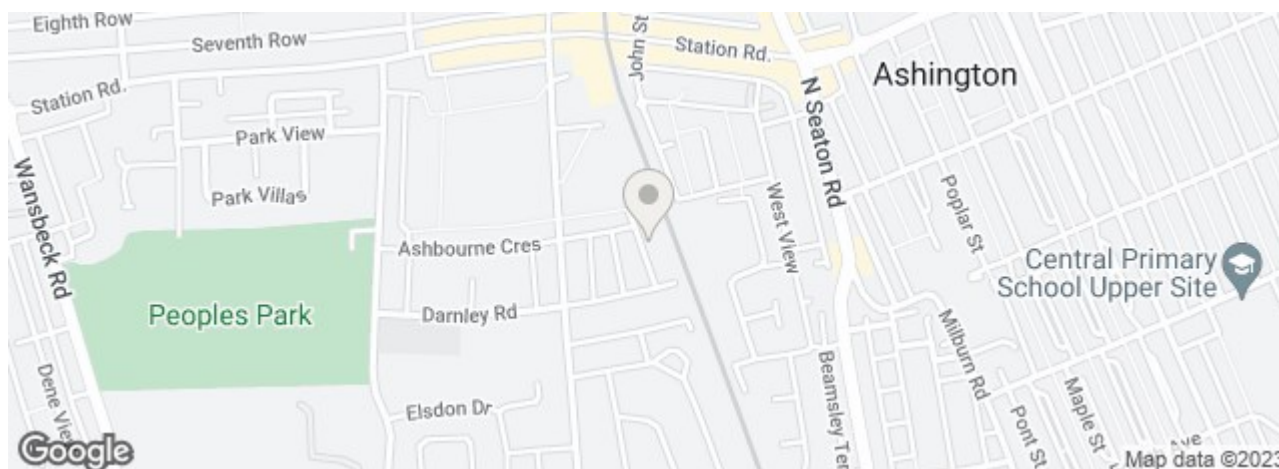 Eighth Row
Seventh Row
Station Rd.
John St
Station Rd.
Ashington
N Seaton Rd
Park View
Park Villas
Wansbeck Rd
Poplar St
West View
Ashbourne Cres
Central Primary
School Upper Site
Peoples Park
Darnley Rd
Milburn Rd
Dene View
Beamsley Ter
Elsdon Dr
Maple St
Pont St
Ave
Google
Map data ©2023